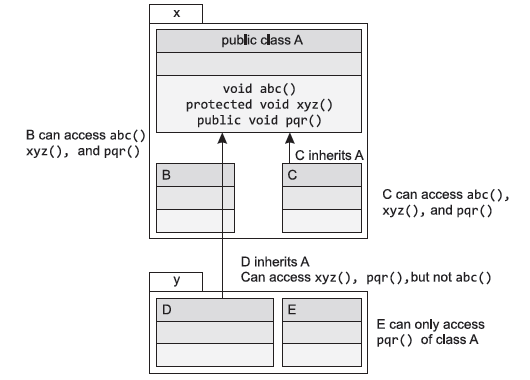 x
public class A
void abc()
protected void xyz()
public void pqr()
B can access abc()
xyz(), and pqr()
C inherits A
B
C
C can access abc(),
xyz(), and pqr()
D inherits A
Can access xyz(), pqr(),but not abc()
y
D
E
E can only access
pqr() of class A